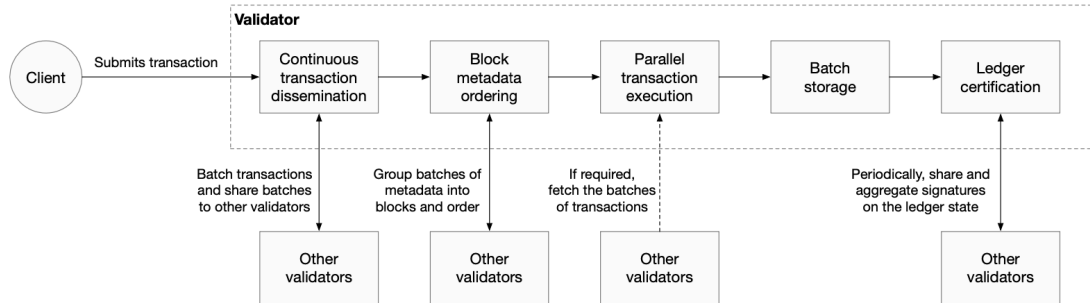 Validator
Client
Submits transaction
Continuous
transaction
dissemination
Block
metadata
ordering
Parallel
transaction
execution
Batch
storage
Ledger
certification
Batch transactions
and share batches
to other validators
Group batches of
metadata into
blocks and order
If required,
fetch the batches
of transactions
Periodically, share and
aggregate signatures
on the ledger state
Other
validators
Other
validators
Other
validators
Other
validators